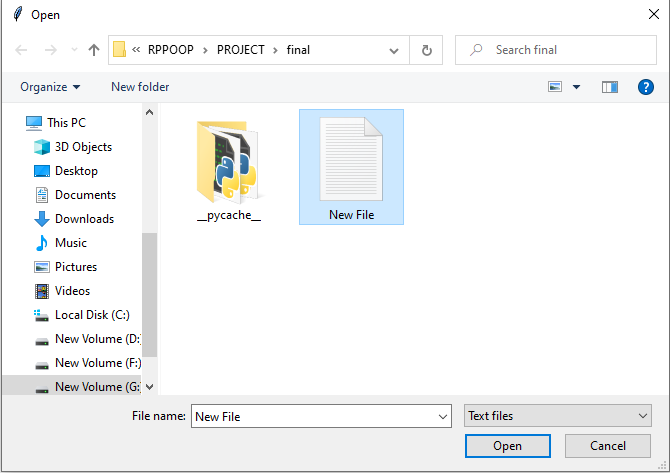 Open
RPPOOP PROJECT final
Search final
Organize New folder
This PC
3D Objects
Desktop
Documents
Downloads
Music
Pictures
Videos
Local Disk (C:)
New Volume (D:
New Volume (F:)
New Volume (G:
__pycache__ New File
File name: New File Text files
Open Cancel